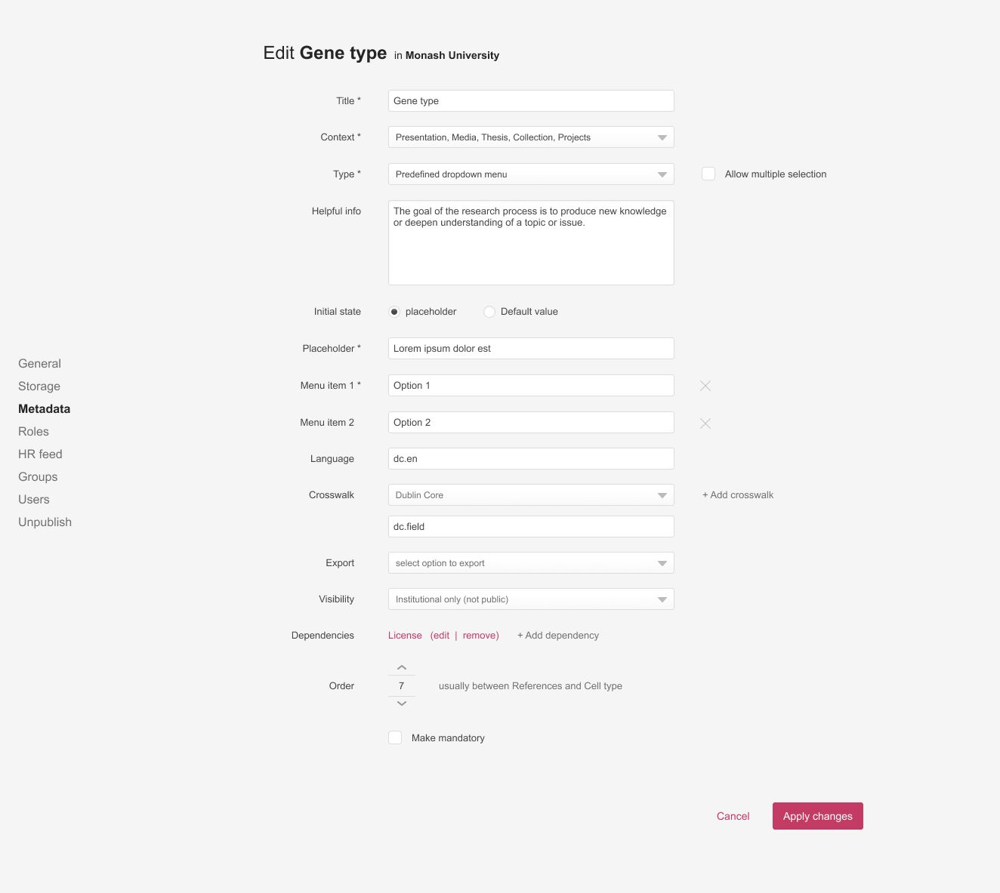 Edit Gene type in Monash University
Title * Gene type
Context * Presentation, Media, Thesis, Collection, Projects
Type * Predefined dropdown menu Allow multiple selection
Helpful info The goal of the research process is to produce new knowledge
or deepen understanding of a topic or issue.
Initial state placeholder Default value
Placeholder * Lorem ipsum dolor est
Menu item 1 * Option 1
Menu item 2 Option 2
Language dc.en
Crosswalk Dublin Core + Add crosswalk
dc.field
Export select option to export
Visibility Institutional only (not public)
Dependencies License (edit | remove) + Add dependency
Order 7 usually between References and Cell type
Make mandatory
Cancel Apply changes
General
Storage
Metadata
Roles
HR feed
Groups
Users
Unpublish